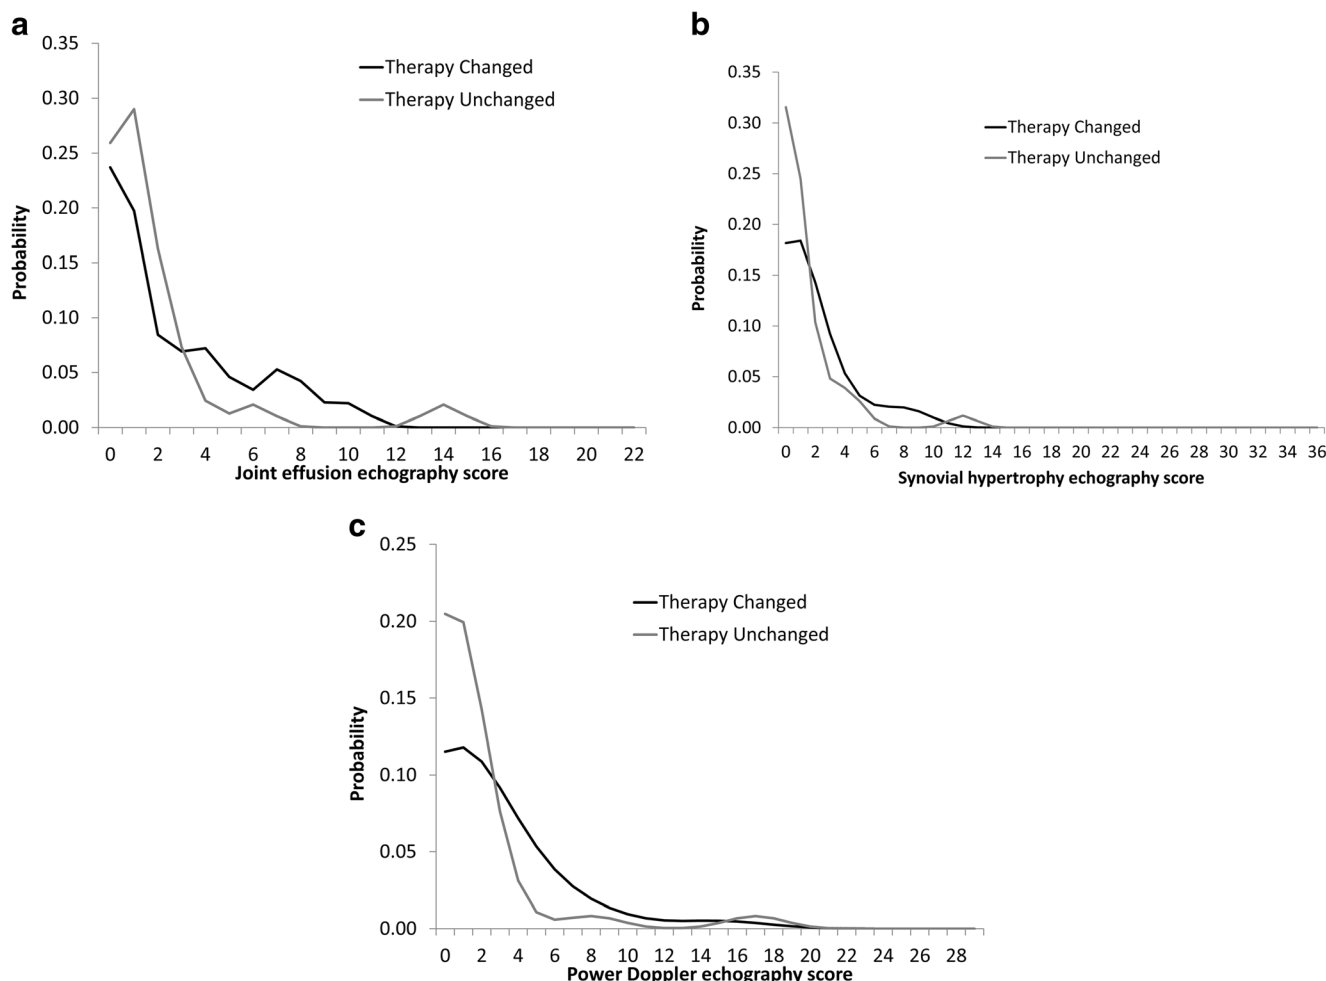 a
0.35
0.30
0.25
0.20
0.15
0.10
0.05
0.00
Probability
Therapy Changed
Therapy Unchanged
0 2 4 6 8 10 12 14 16 18 20 22
Joint effusion echography score
b
0.35
0.30
0.25
0.20
0.15
0.10
0.05
0.00
Probability
Therapy Changed
Therapy Unchanged
0 2 4 6 8 10 12 14 16 18 20 22 24 26 28 30 32 34 36
Synovial hypertrophy echography score
c
0.25
0.20
0.15
0.10
0.05
0.00
Probability
Therapy Changed
Therapy Unchanged
0 2 4 6 8 10 12 14 16 18 20 22 24 26 28
Power Doppler echography score